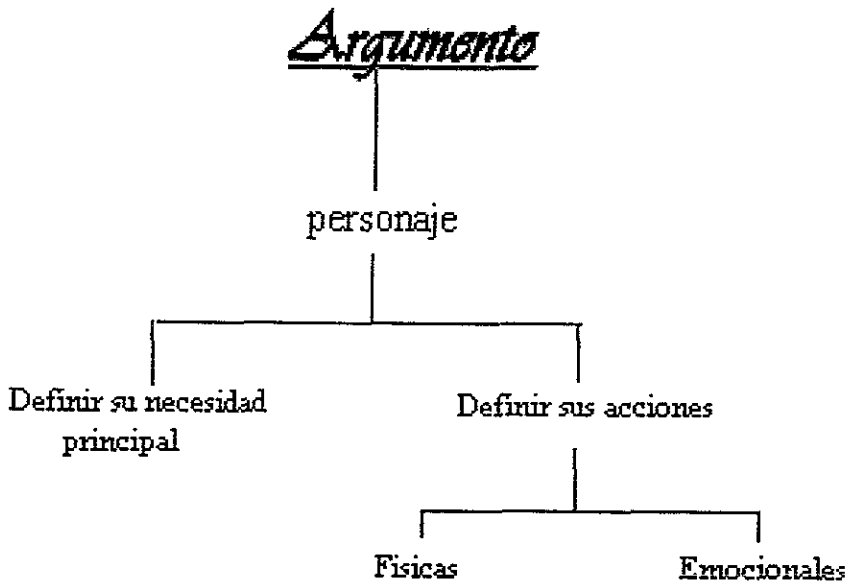 Argumento
personaje
Definir su necesidad
principal
Definir sus acciones
Fisicas
Emocionales